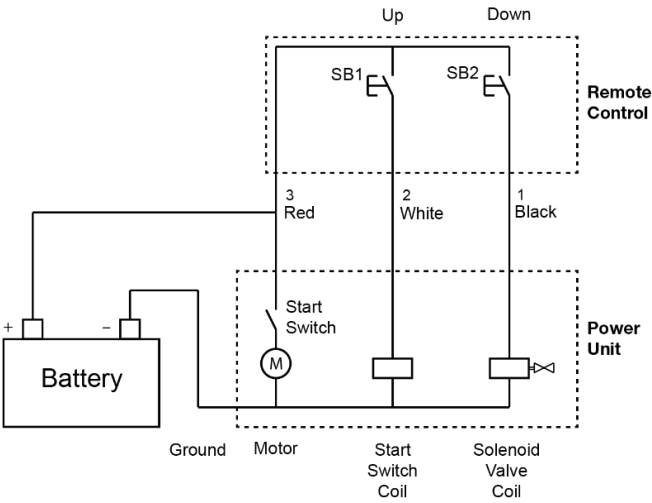 Up
Down
SB1
SB2
Remote
Control
3
Red
2
White
1
Black
Start
Switch
M
Power
Unit
+
−
Battery
Ground
Motor
Start
Switch
Coil
Solenoid
Valve
Coil